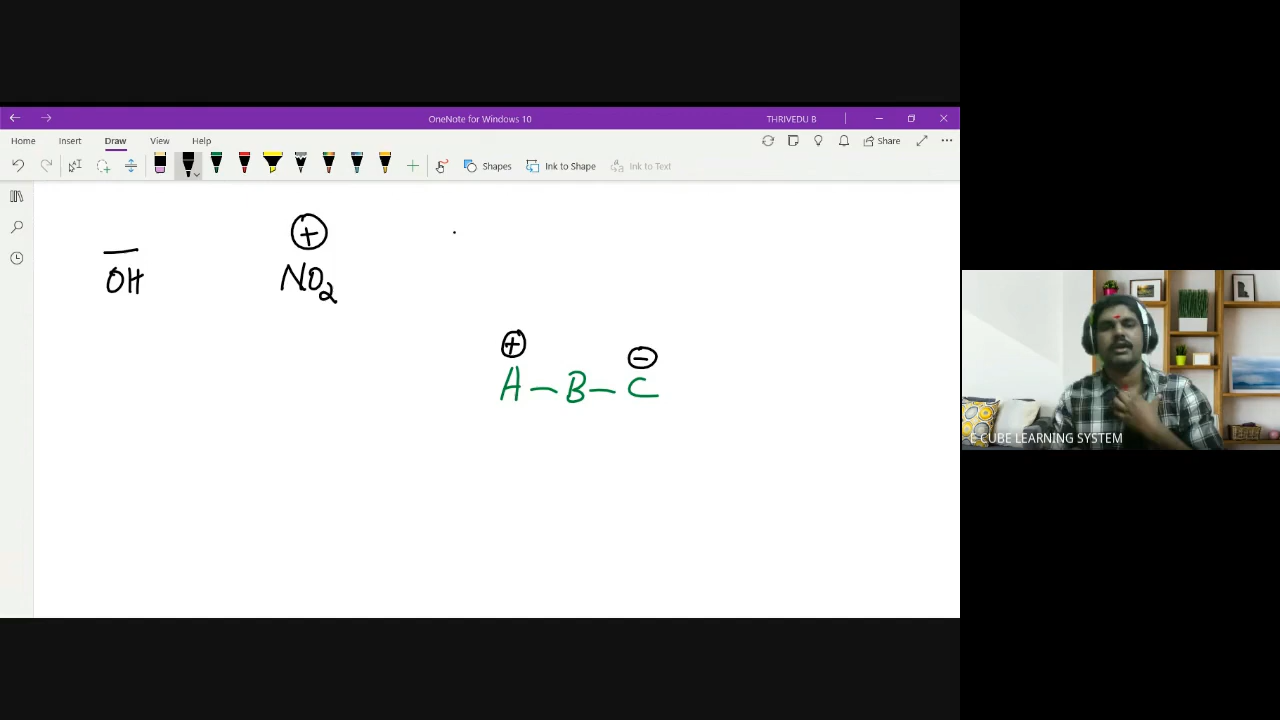 OneNote for Windows 10
THRIVEDU B
Home Insert Draw View Help
Share
Shapes Ink to Shape Ink to Text
+
OH NO2
+ −
A — B — C
E CUBE LEARNING SYSTEM